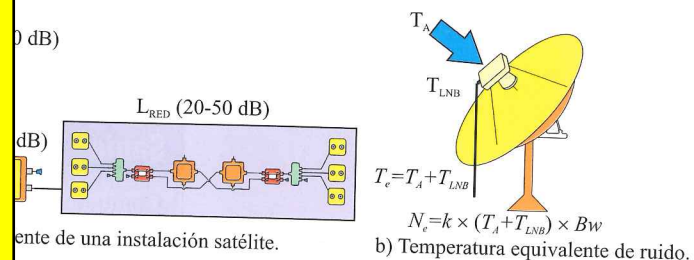 0 dB)
dB)
L_RED (20-50 dB)
ente de una instalación satélite.
T_A
T_LNB
T_e=T_A+T_LNB
N_e=k × (T_A+T_LNB) × Bw
b) Temperatura equivalente de ruido.